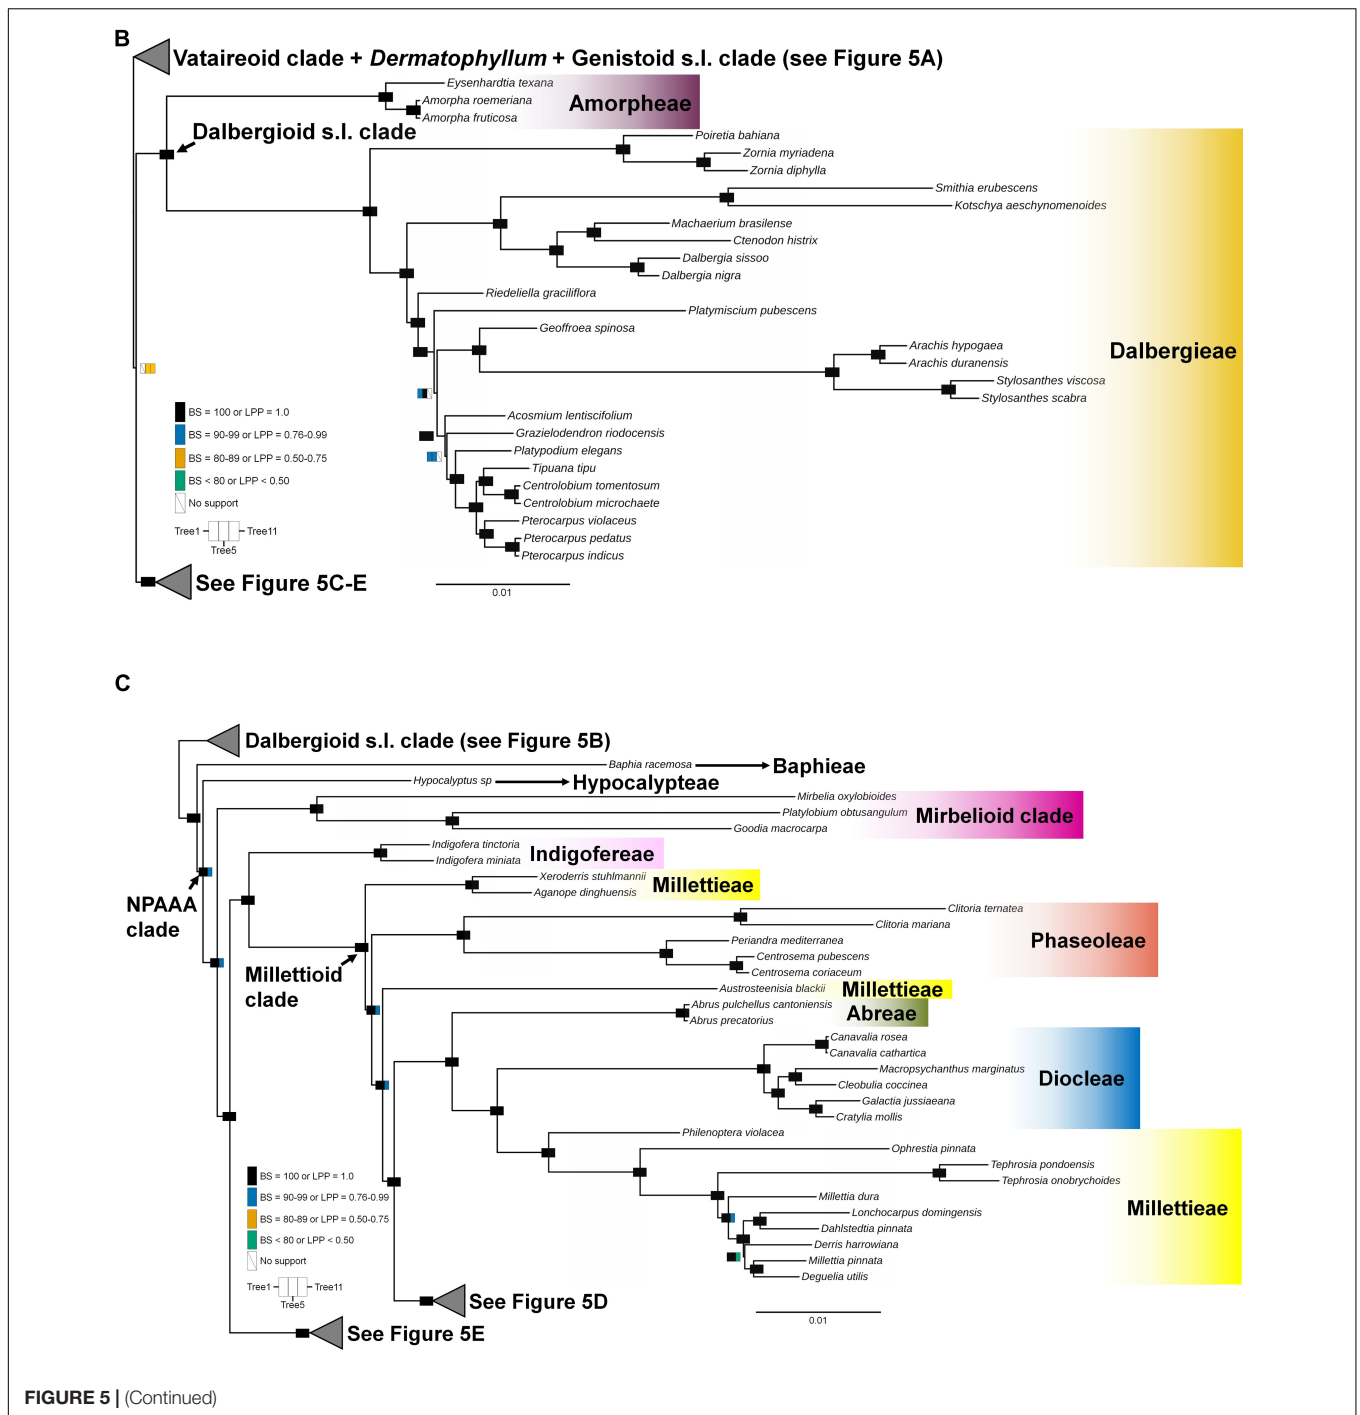 B
Vataireoid clade + Dermatophyllum + Genistoid s.l. clade (see Figure 5A)
Eysenhardtia texana
Amorpha roemeriana
Amorpha fruticosa
Amorpheae
Dalbergioid s.l. clade
Poiretia bahiana
Zornia myriadena
Zornia diphylla
Smithia erubescens
Kotschya aeschynomenoides
Machaerium brasilense
Ctenodon histrix
Dalbergia sissoo
Dalbergia nigra
Riedeliella graciliflora
Platymiscium pubescens
Geoffroea spinosa
Arachis hypogaea
Arachis duranensis
Dalbergieae
Stylosanthes viscosa
Stylosanthes scabra
Acosmium lentiscifolium
Grazielodendron riodocensis
Platypodium elegans
Tipuana tipu
Centrolobium tomentosum
Centrolobium microchaete
Pterocarpus violaceus
Pterocarpus pedatus
Pterocarpus indicus
BS = 100 or LPP = 1.0
BS = 90-99 or LPP = 0.76-0.99
BS = 80-89 or LPP = 0.50-0.75
BS < 80 or LPP < 0.50
No support
Tree1
Tree11
Tree5
See Figure 5C-E
0.01
C
Dalbergioid s.l. clade (see Figure 5B)
Baphia racemosa
Baphieae
Hypocalyptus sp
Hypocalypteae
Mirbelia oxylobioides
Platylobium obtusangulum
Goodia macrocarpa
Mirbelioid clade
Indigofera tinctoria
Indigofera miniata
Indigofereae
Xeroderris stuhlmannii
Aganope dinghuensis
Millettieae
NPAAA
clade
Clitoria ternatea
Clitoria mariana
Periandra mediterranea
Centrosema pubescens
Centrosema coriaceum
Phaseoleae
Millettioid
clade
Austrosteenisia blackii
Millettieae
Abrus pulchellus cantoniensis
Abrus precatorius
Abreae
Canavalia rosea
Canavalia cathartica
Macropsychanthus marginatus
Cleobulia coccinea
Galactia jussiaeana
Cratylia mollis
Diocleae
Philenoptera violacea
Ophrestia pinnata
Tephrosia pondoensis
Tephrosia onobrychoides
Millettia dura
Lonchocarpus domingensis
Dahlstedtia pinnata
Derris harrowiana
Millettia pinnata
Deguelia utilis
Millettieae
BS = 100 or LPP = 1.0
BS = 90-99 or LPP = 0.76-0.99
BS = 80-89 or LPP = 0.50-0.75
BS < 80 or LPP < 0.50
No support
Tree1
Tree11
Tree5
See Figure 5D
0.01
See Figure 5E
FIGURE 5 | (Continued)